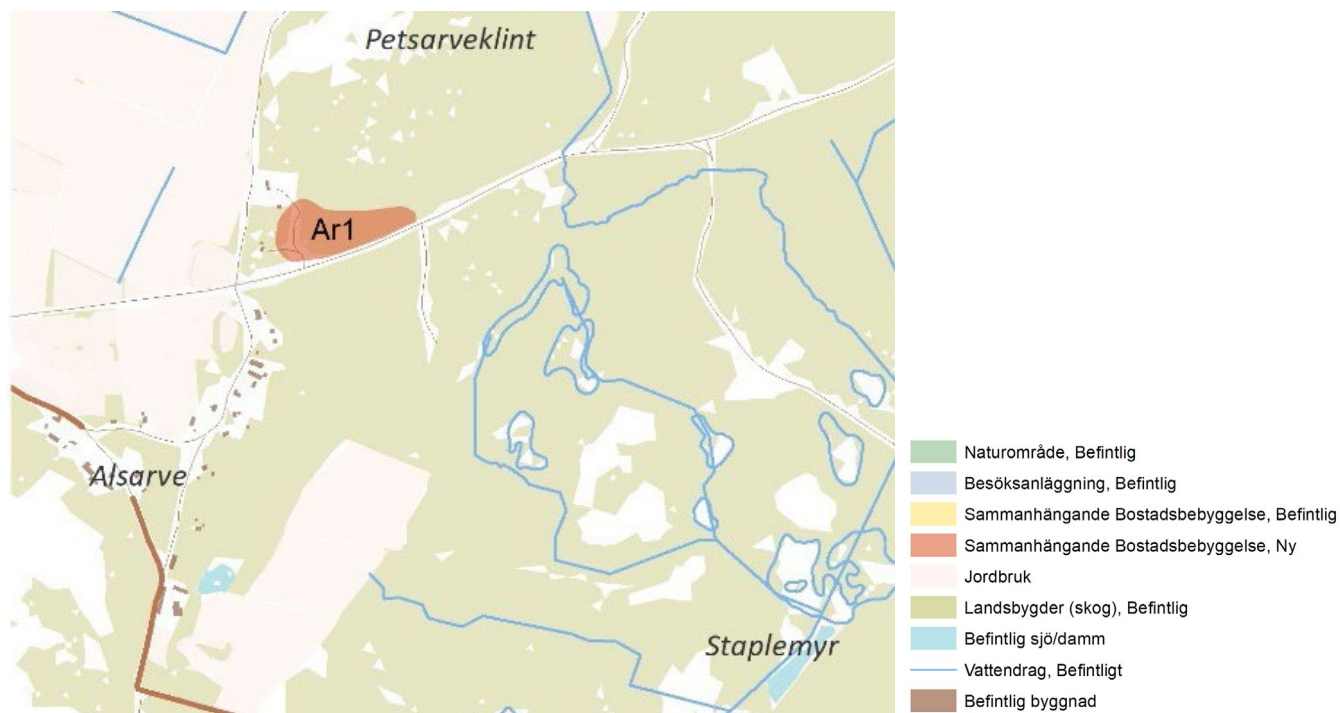 Petsarveklint
Ar1
Alsarve
Staplemyr
Naturområde, Befintlig
Besöksanläggning, Befintlig
Sammanhängande Bostadsbebyggelse, Befintlig
Sammanhängande Bostadsbebyggelse, Ny
Jordbruk
Landsbygder (skog), Befintlig
Befintlig sjö/damm
Vattendrag, Befintligt
Befintlig byggnad